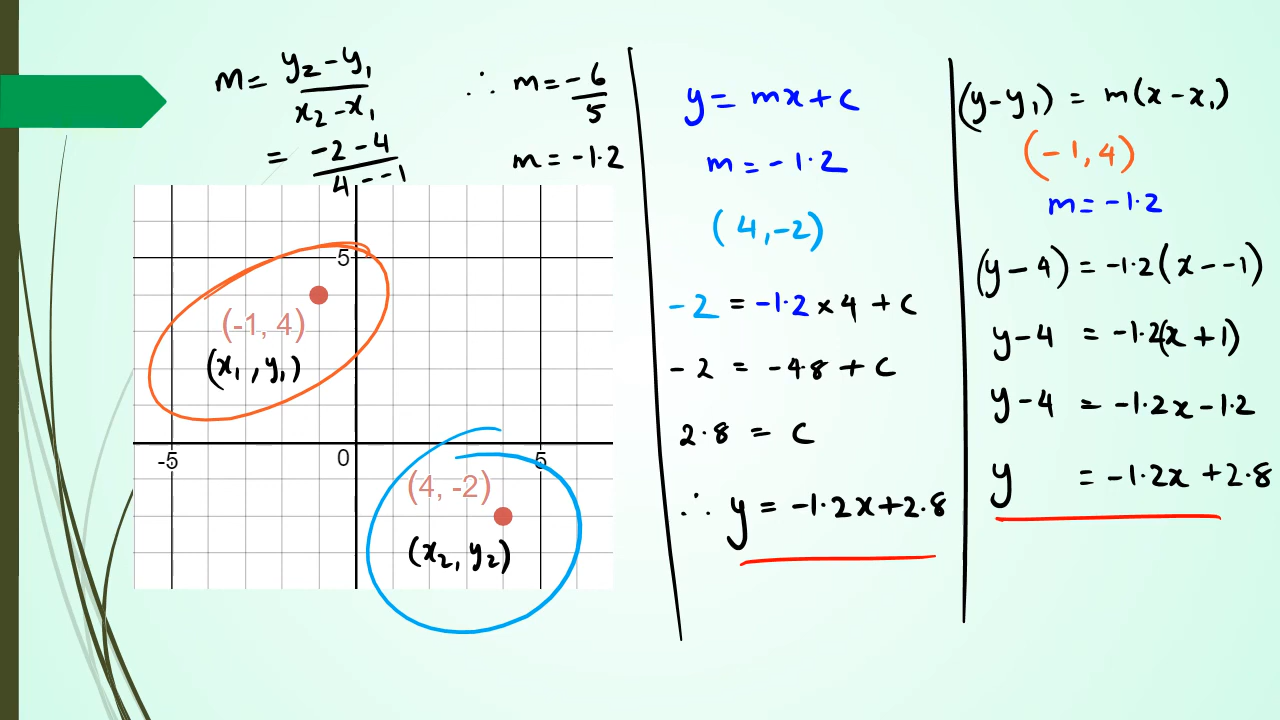 m = y₂ - y₁ / x₂ - x₁
= -2 - 4 / 4 - -1
∴ m = -6/5
m = -1.2
5
(-1, 4)
(x₁, y₁)
-5
0
5
(4, -2)
(x₂, y₂)
y = mx + c
m = -1.2
(4, -2)
-2 = -1.2 × 4 + c
-2 = -4.8 + c
2.8 = c
∴ y = -1.2x + 2.8
(y - y₁) = m(x - x₁)
(-1, 4)
m = -1.2
(y - 4) = -1.2(x - -1)
y - 4 = -1.2(x + 1)
y - 4 = -1.2x - 1.2
y = -1.2x + 2.8